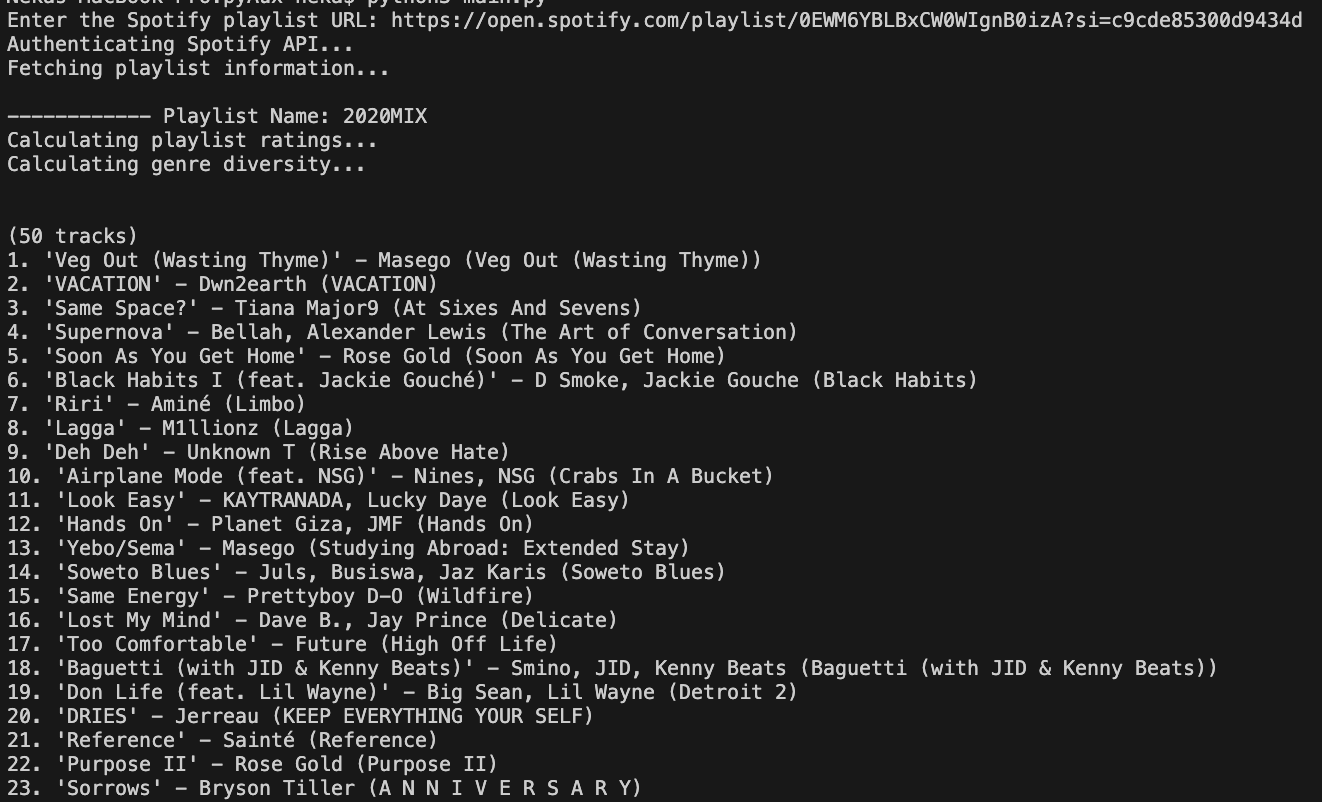 Enter the Spotify playlist URL: https://open.spotify.com/playlist/0EWM6YBLBxCW0WIgnB0izA?si=c9cde85300d9434d
Authenticating Spotify API...
Fetching playlist information...
------------ Playlist Name: 2020MIX
Calculating playlist ratings...
Calculating genre diversity...
(50 tracks)
1. 'Veg Out (Wasting Thyme)' - Masego (Veg Out (Wasting Thyme))
2. 'VACATION' - Dwn2earth (VACATION)
3. 'Same Space?' - Tiana Major9 (At Sixes And Sevens)
4. 'Supernova' - Bellah, Alexander Lewis (The Art of Conversation)
5. 'Soon As You Get Home' - Rose Gold (Soon As You Get Home)
6. 'Black Habits I (feat. Jackie Gouché)' - D Smoke, Jackie Gouche (Black Habits)
7. 'Riri' - Aminé (Limbo)
8. 'Lagga' - M1llionz (Lagga)
9. 'Deh Deh' - Unknown T (Rise Above Hate)
10. 'Airplane Mode (feat. NSG)' - Nines, NSG (Crabs In A Bucket)
11. 'Look Easy' - KAYTRANADA, Lucky Daye (Look Easy)
12. 'Hands On' - Planet Giza, JMF (Hands On)
13. 'Yebo/Sema' - Masego (Studying Abroad: Extended Stay)
14. 'Soweto Blues' - Juls, Busiswa, Jaz Karis (Soweto Blues)
15. 'Same Energy' - Prettyboy D-O (Wildfire)
16. 'Lost My Mind' - Dave B., Jay Prince (Delicate)
17. 'Too Comfortable' - Future (High Off Life)
18. 'Baguetti (with JID & Kenny Beats)' - Smino, JID, Kenny Beats (Baguetti (with JID & Kenny Beats))
19. 'Don Life (feat. Lil Wayne)' - Big Sean, Lil Wayne (Detroit 2)
20. 'DRIES' - Jerreau (KEEP EVERYTHING YOUR SELF)
21. 'Reference' - Sainté (Reference)
22. 'Purpose II' - Rose Gold (Purpose II)
23. 'Sorrows' - Bryson Tiller (A N N I V E R S A R Y)